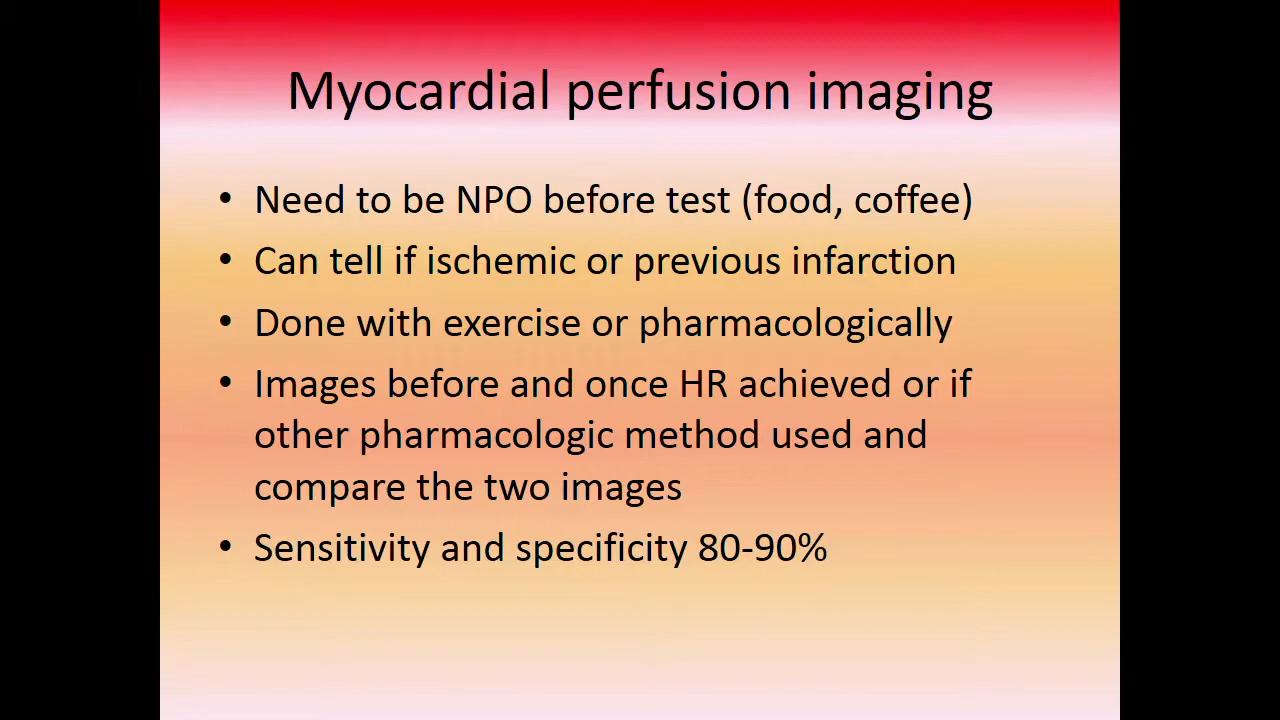 Myocardial perfusion imaging
• Need to be NPO before test (food, coffee)
• Can tell if ischemic or previous infarction
• Done with exercise or pharmacologically
• Images before and once HR achieved or if
other pharmacologic method used and
compare the two images
• Sensitivity and specificity 80-90%